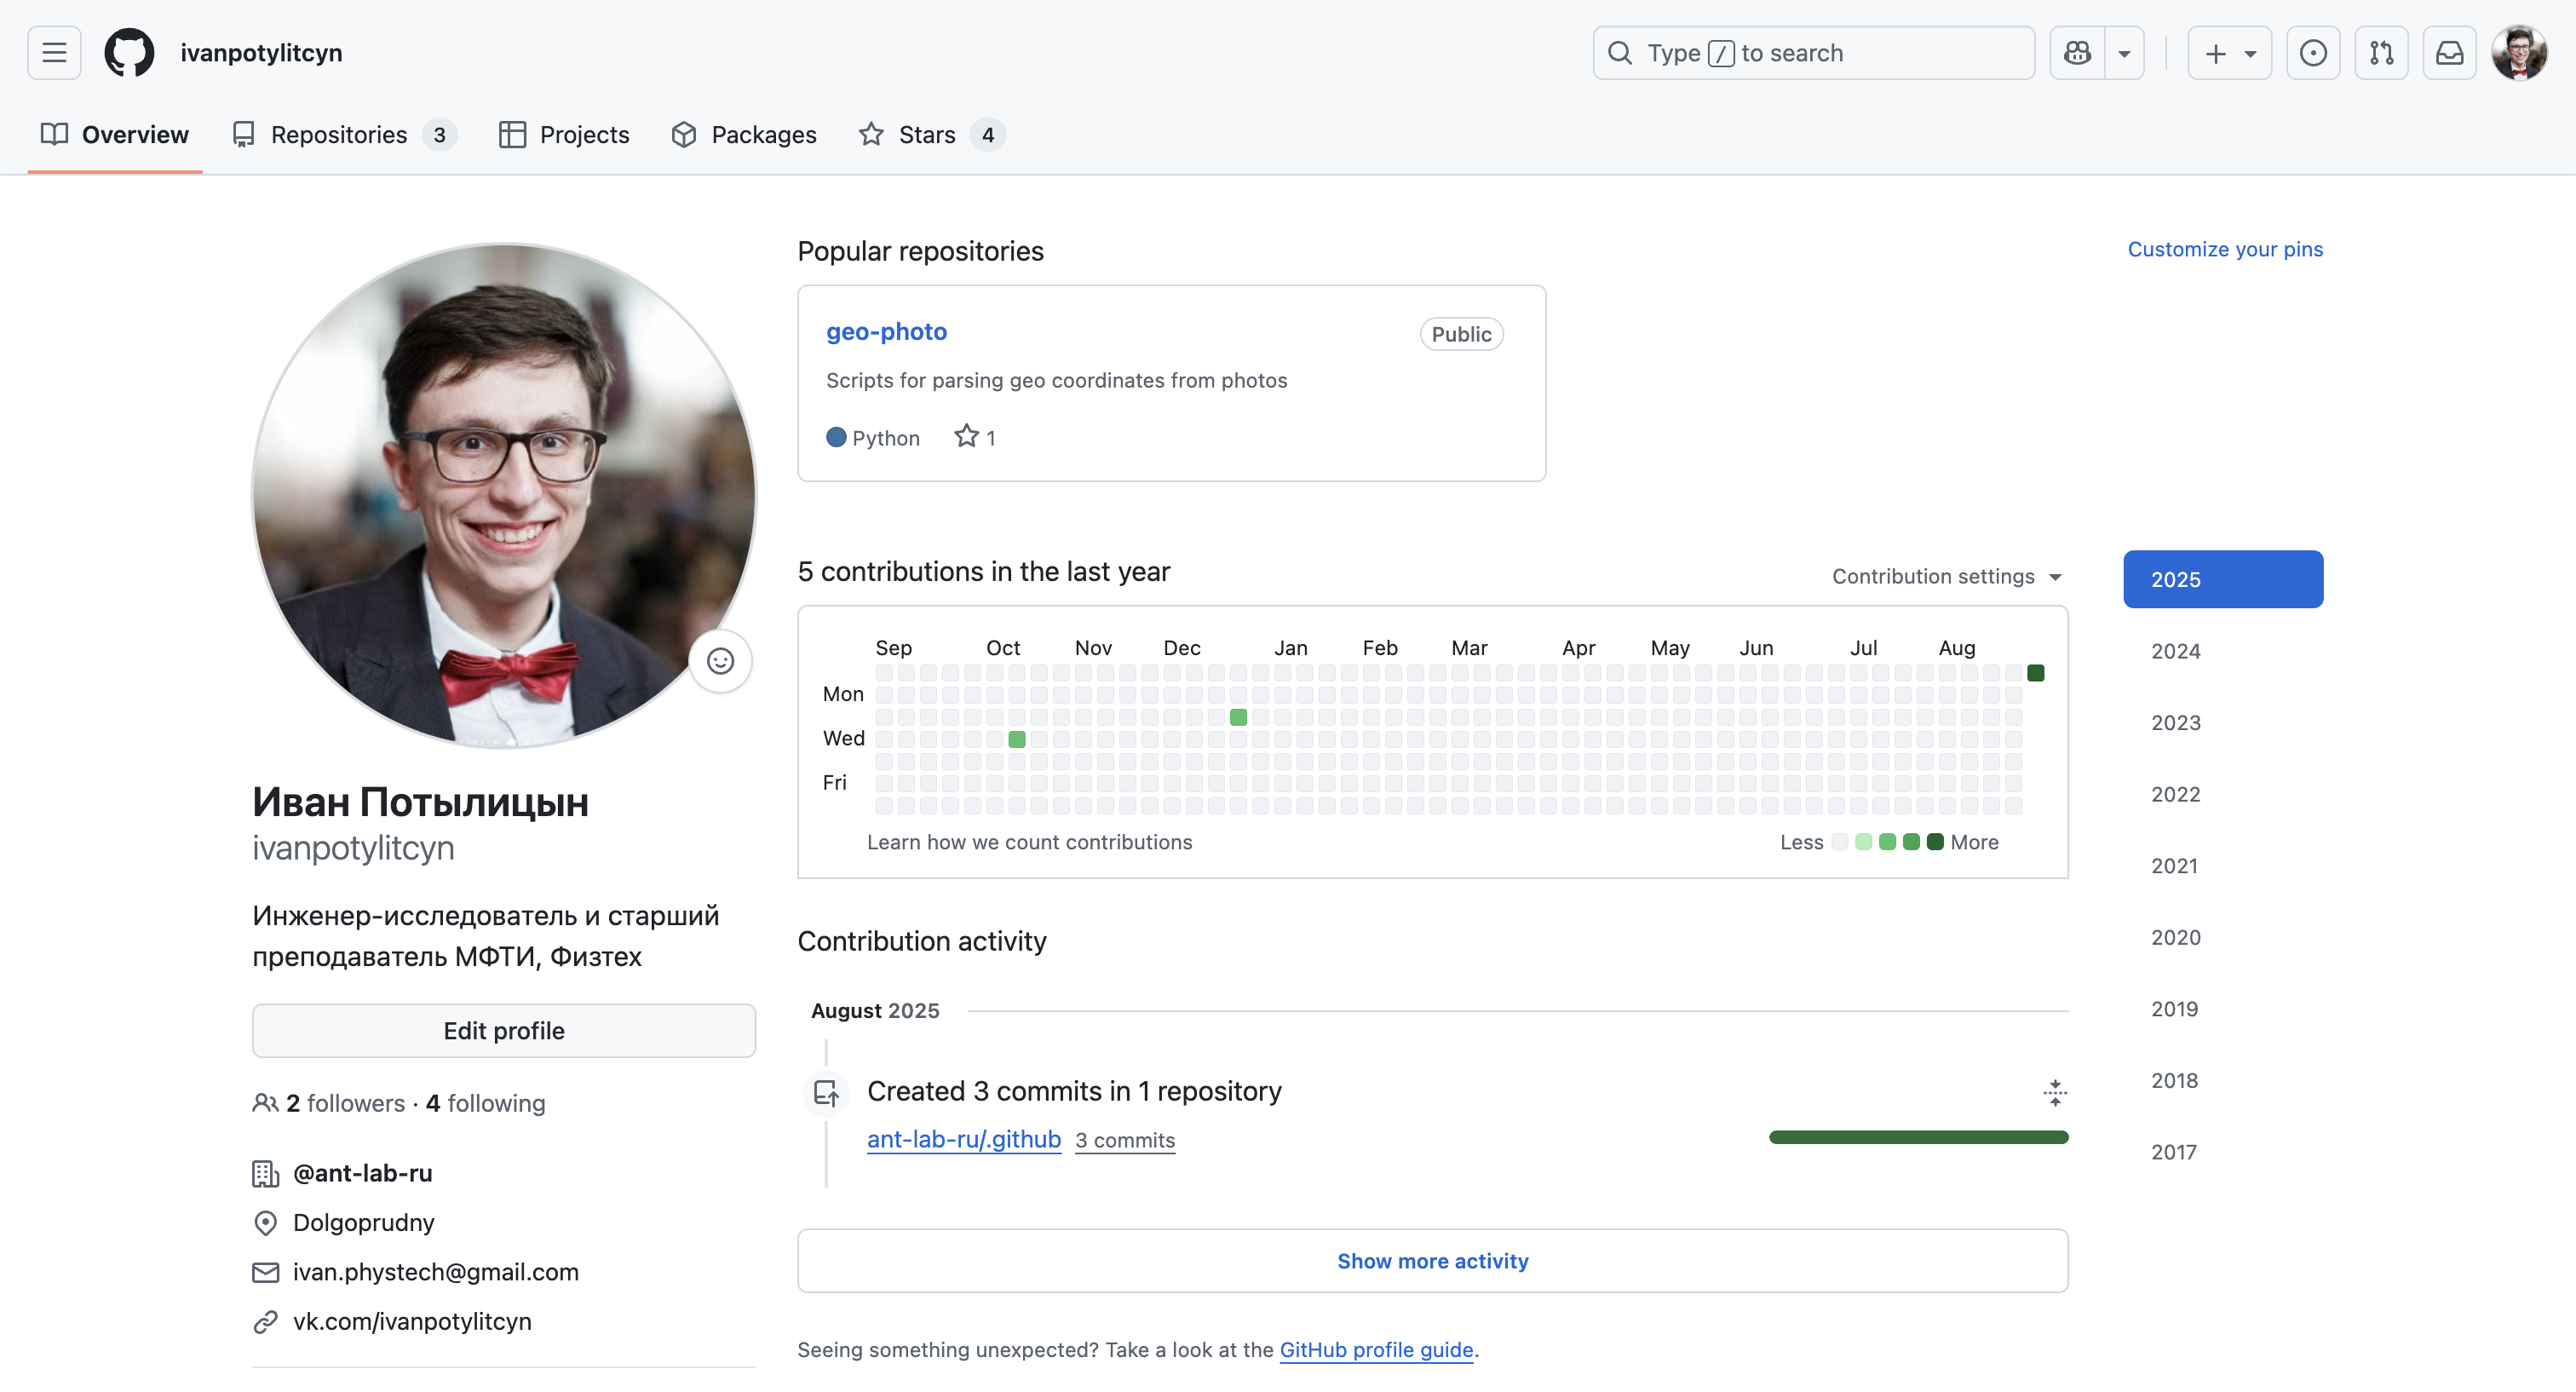 ivanpotylitcyn
Type / to search
Overview
Repositories 3
Projects
Packages
Stars 4
Popular repositories
Customize your pins
geo-photo
Public
Scripts for parsing geo coordinates from photos
Python
1
5 contributions in the last year
Contribution settings
Sep Oct Nov Dec Jan Feb Mar Apr May Jun Jul Aug
Mon
Wed
Fri
Learn how we count contributions
Less
More
2025
2024
2023
2022
2021
2020
2019
2018
2017
Иван Потылицын
ivanpotylitcyn
Инженер-исследователь и старший
преподаватель МФТИ, Физтех
Edit profile
2 followers · 4 following
@ant-lab-ru
Dolgoprudny
ivan.phystech@gmail.com
vk.com/ivanpotylitcyn
Contribution activity
August 2025
Created 3 commits in 1 repository
ant-lab-ru/.github 3 commits
Show more activity
Seeing something unexpected? Take a look at the GitHub profile guide.